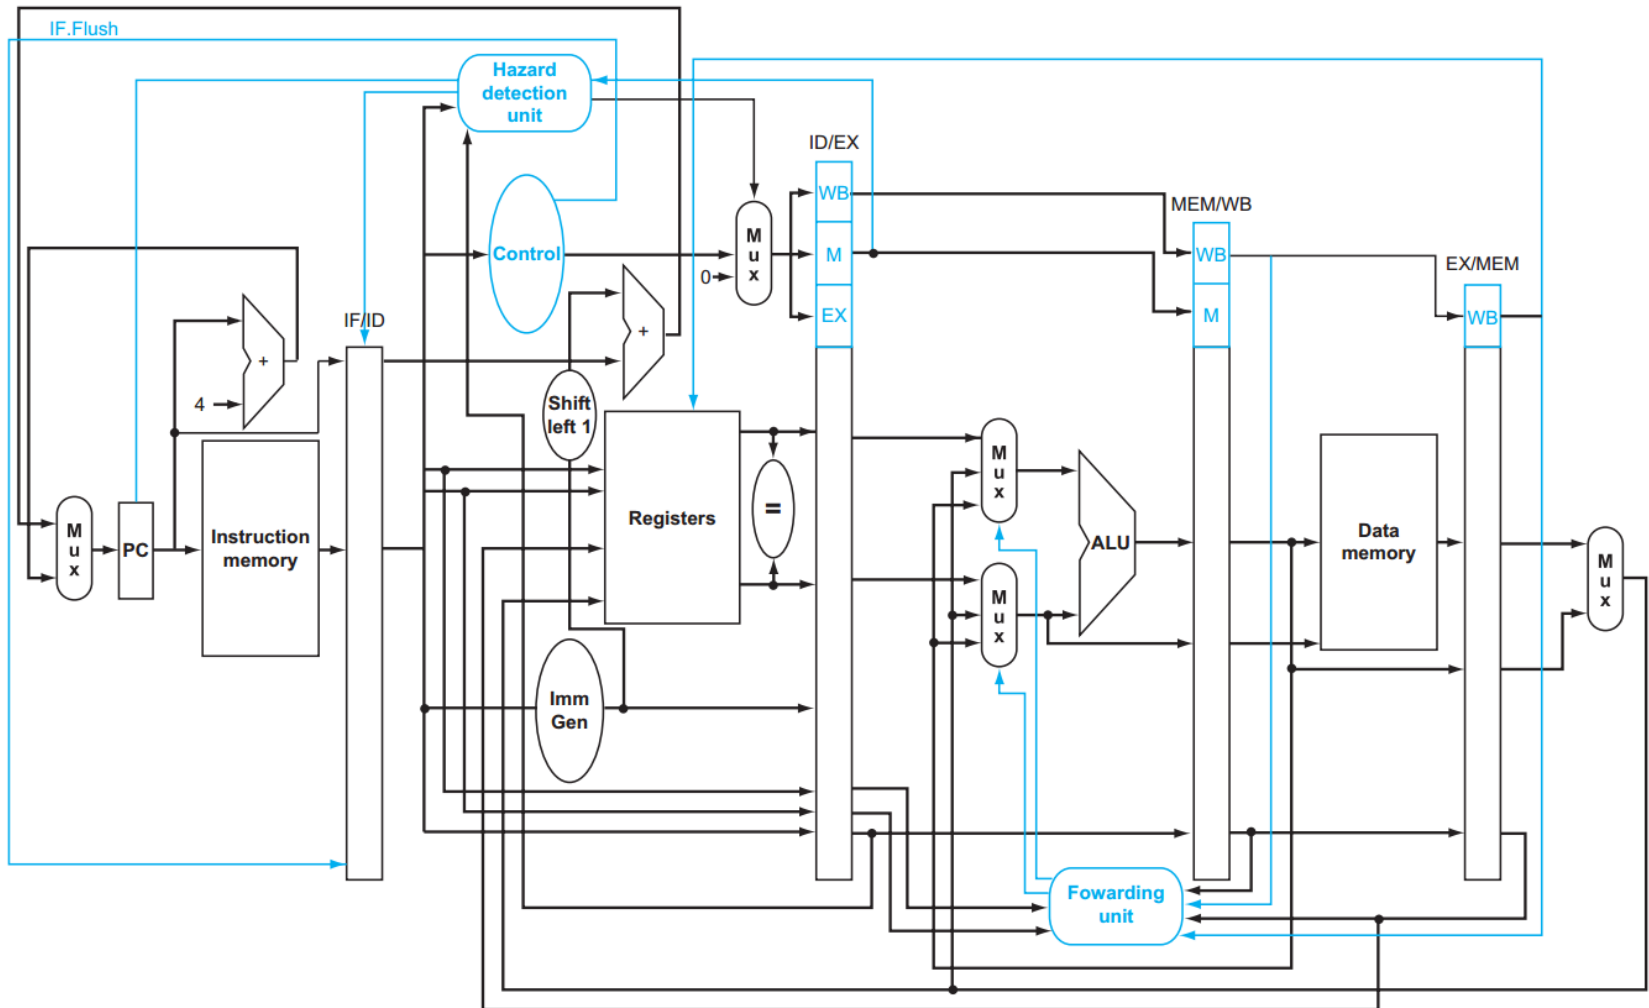 IF.Flush
Hazard
detection
unit
ID/EX
WB
MEM/WB
M
u
x
Control
M
WB
EX/MEM
0
IF/ID
+
EX
M
WB
+
4
Shift
left 1
M
u
x
Registers
=
M
u
x
PC
Instruction
memory
ALU
Data
memory
M
u
x
M
u
x
Imm
Gen
Fowarding
unit